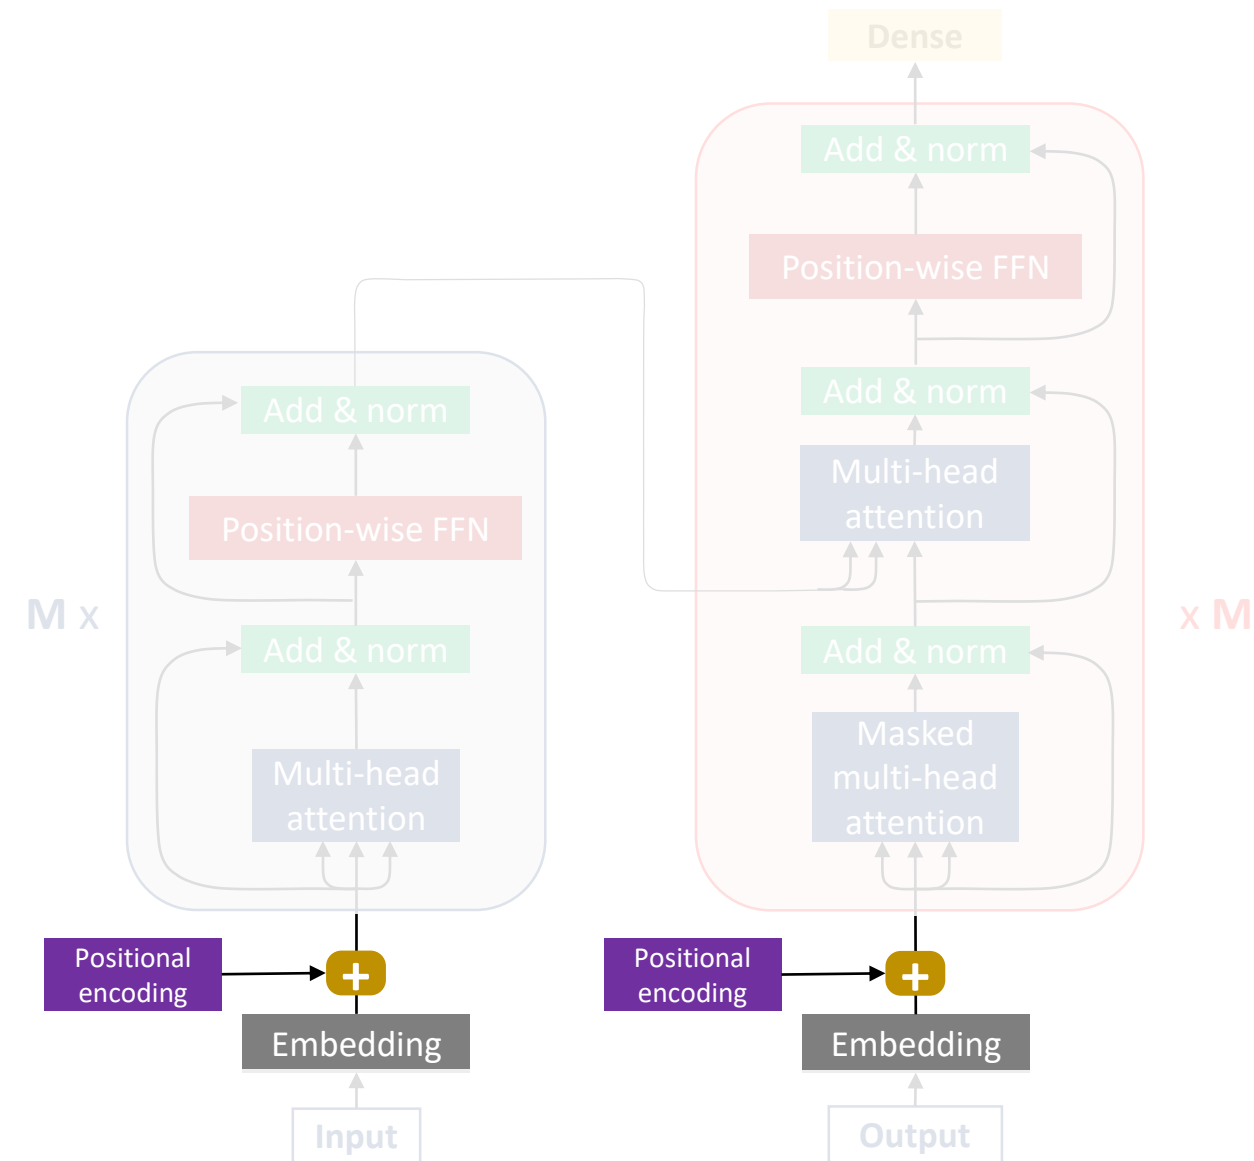 Dense
Add & norm
Position-wise FFN
Add & norm
Multi-head
attention
Add & norm
Masked
multi-head
attention
x M
Add & norm
Position-wise FFN
Add & norm
Multi-head
attention
M x
Positional
encoding
+
Embedding
Input
Positional
encoding
+
Embedding
Output